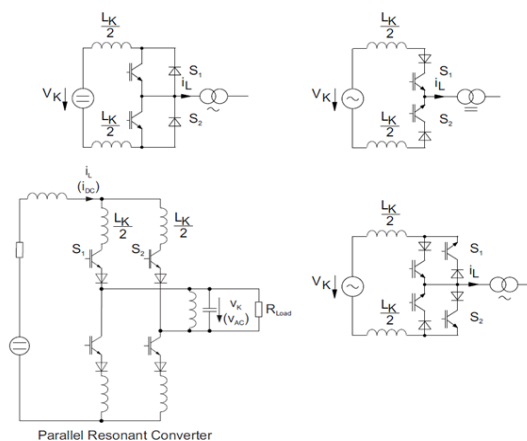 L_K/2
V_K
L_K/2
S_1
i_L
S_2
~
L_K/2
V_K
~
L_K/2
S_1
i_L
S_2
i_L
(i_DC)
L_K/2
L_K/2
S_1
S_2
v_K
(v_AC)
R_Load
L_K/2
V_K
~
L_K/2
S_1
i_L
S_2
~
Parallel Resonant Converter